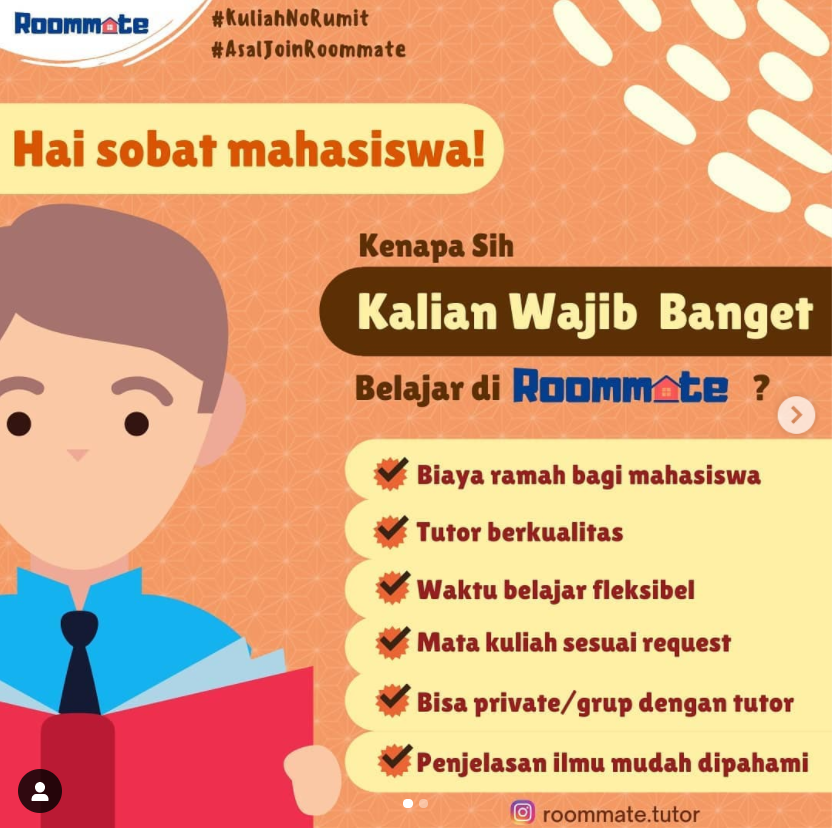 Roommate
#KuliahNoRumit
#AsalJoinRoommate
Hai sobat mahasiswa!
Kenapa Sih
Kalian Wajib Banget
Belajar di Roommate ?
Biaya ramah bagi mahasiswa
Tutor berkualitas
Waktu belajar fleksibel
Mata kuliah sesuai request
Bisa private/grup dengan tutor
Penjelasan ilmu mudah dipahami
roommate.tutor